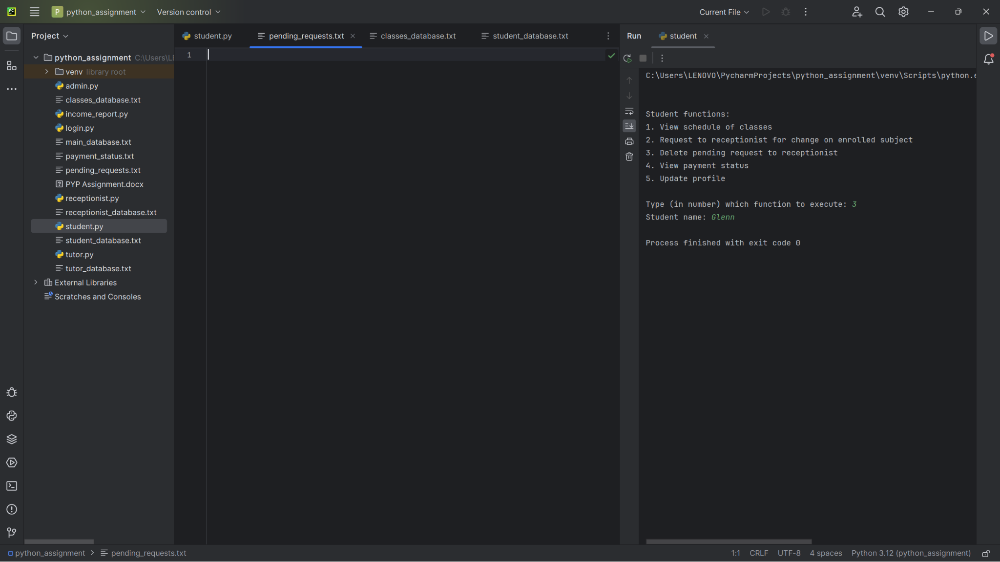 PC
P python_assignment
Version control
Current File
Project
student.py
pending_requests.txt
classes_database.txt
student_database.txt
Run
student
python_assignment C:\Users\LE
venv library root
admin.py
classes_database.txt
income_report.py
login.py
main_database.txt
payment_status.txt
pending_requests.txt
PYP Assignment.docx
receptionist.py
receptionist_database.txt
student.py
student_database.txt
tutor.py
tutor_database.txt
External Libraries
Scratches and Consoles
1
C:\Users\LENOVO\PycharmProjects\python_assignment\venv\Scripts\python.e
Student functions:
1. View schedule of classes
2. Request to receptionist for change on enrolled subject
3. Delete pending request to receptionist
4. View payment status
5. Update profile
Type (in number) which function to execute: 3
Student name: Glenn
Process finished with exit code 0
python_assignment > pending_requests.txt
1:1 CRLF UTF-8 4 spaces Python 3.12 (python_assignment)